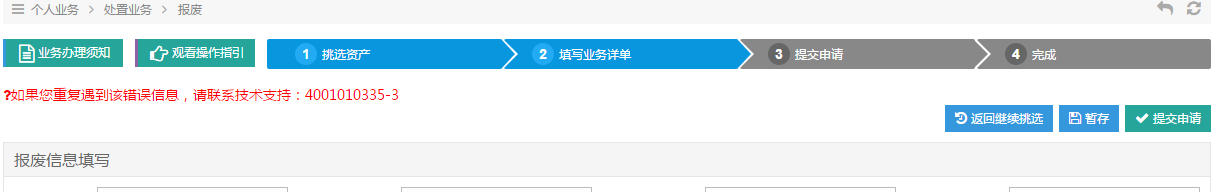 个人业务 > 处置业务 > 报废
业务办理须知 观看操作指引 1 挑选资产 2 填写业务详单 3 提交申请 4 完成
?如果您重复遇到该错误信息，请联系技术支持：4001010335-3
返回继续挑选 暂存 提交申请
报废信息填写